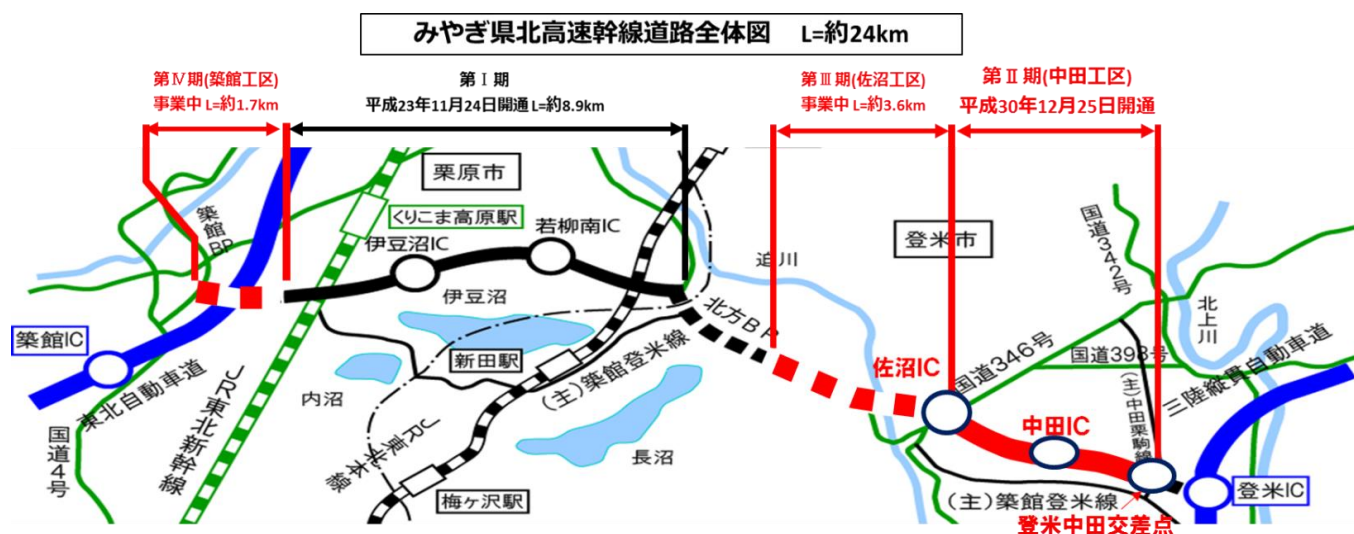 みやぎ県北高速幹線道路全体図 L=約24km
第Ⅳ期(築館工区)
事業中 L=約1.7km
第Ⅰ期
平成23年11月24日開通 L=約8.9km
第Ⅲ期(佐沼工区)
事業中 L=約3.6km
第Ⅱ期(中田工区)
平成30年12月25日開通
栗原市
築館BP
くりこま高原駅
若柳南IC
伊豆沼IC
登米市
国道342号
迫川
伊豆沼
北上川
北方BP
築館IC
新田駅
佐沼IC
国道346号
国道398号
東北自動車道
JR東北新幹線
内沼
(主)築館登米線
(主)中田栗駒線
三陸縦貫自動車道
国道4号
JR東北本線
長沼
中田IC
梅ヶ沢駅
(主)築館登米線
登米IC
登米中田交差点